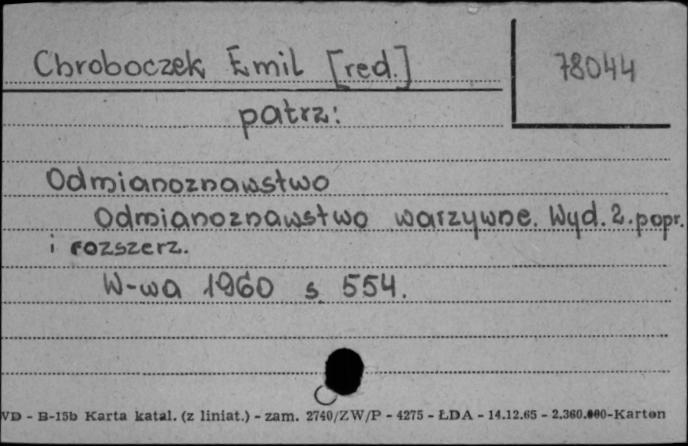 Chroboczek Emil [red.]
78044
patrz:
Odmianoznawstwo
Odmianoznawstwo warzywne. Wyd. 2. popr.
i rozszerz.
W-wa 1960 s. 554.
VD - B-15b Karta katal. (z liniat.) - zam. 2740/ZW/P - 4275 - ŁDA - 14.12.65 - 2.360.000-Karton